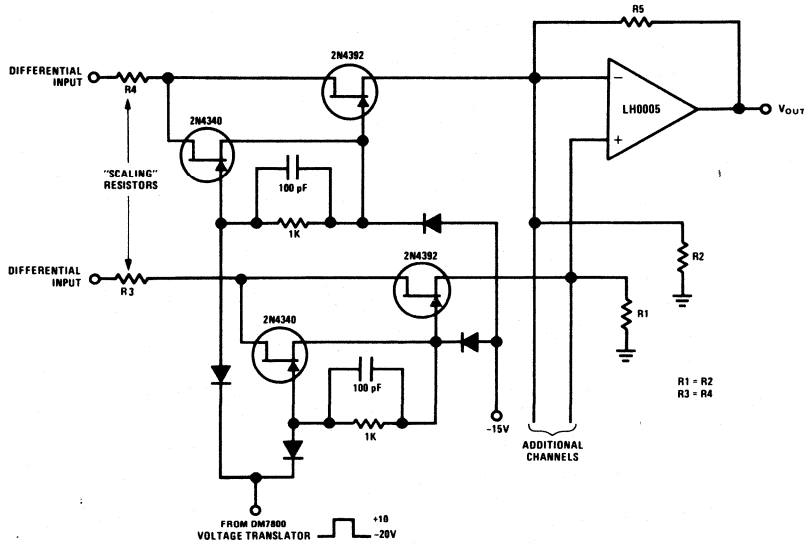 R5
2N4392
DIFFERENTIAL
INPUT
R4
−
LH0005
VOUT
+
2N4340
"SCALING"
RESISTORS
100 pF
1K
2N4392
R2
DIFFERENTIAL
INPUT
R3
2N4340
R1
100 pF
R1 = R2
R3 = R4
1K
-15V
ADDITIONAL
CHANNELS
FROM DM7800
VOLTAGE TRANSLATOR
+10
-20V